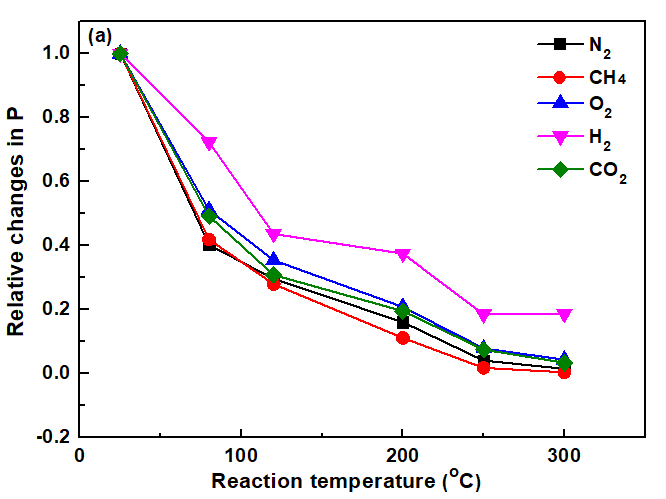 (a)
N2
CH4
O2
H2
CO2
1.0
0.8
0.6
0.4
0.2
0.0
-0.2
Relative changes in P
0 100 200 300
Reaction temperature (oC)